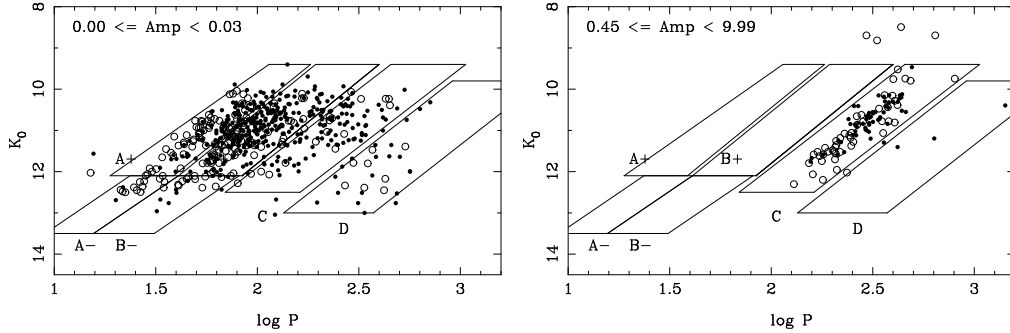 0.00 <= Amp < 0.03
8
10
12
14
K0
A+
A−
B−
C
D
1
1.5
2
2.5
3
log P
0.45 <= Amp < 9.99
8
10
12
14
K0
A+
B+
A−
B−
C
D
1
1.5
2
2.5
3
log P